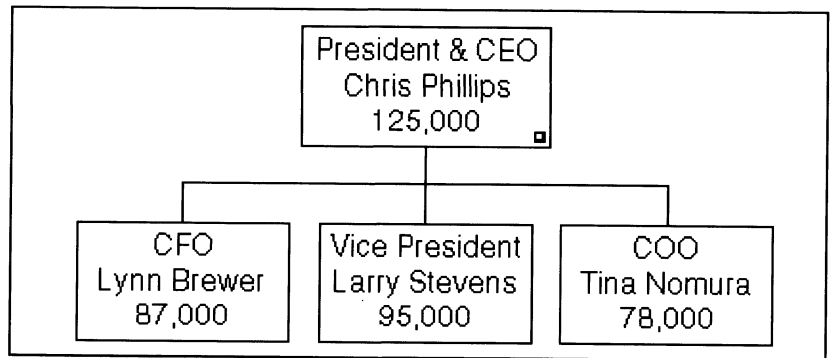 President & CEO
Chris Phillips
125,000
CFO
Lynn Brewer
87,000
Vice President
Larry Stevens
95,000
COO
Tina Nomura
78,000